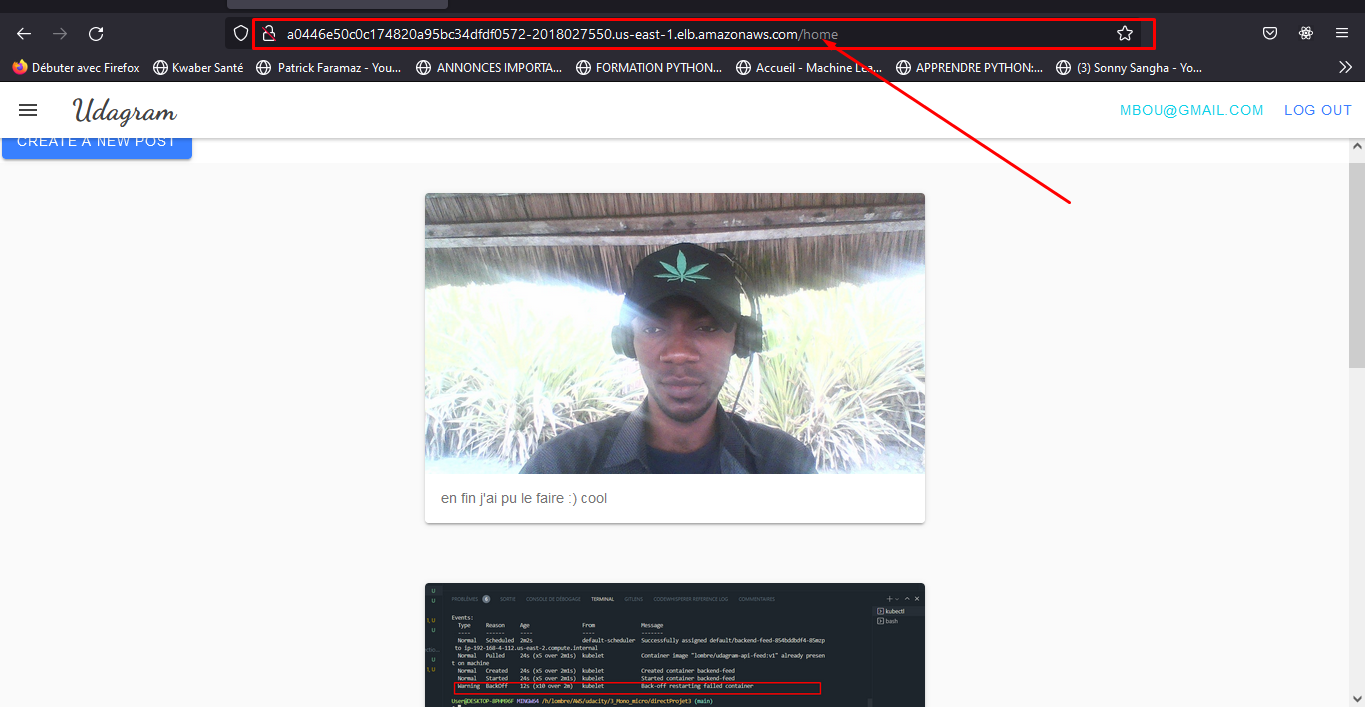 a0446e50c0c174820a95bc34dfdf0572-2018027550.us-east-1.elb.amazonaws.com/home
Débuter avec Firefox Kwaber Santé Patrick Faramaz - You... ANNONCES IMPORTA... FORMATION PYTHON... Accueil - Machine Lea... APPRENDRE PYTHON:... (3) Sonny Sangha - Yo...
Udagram MBOU@GMAIL.COM LOG OUT
CREATE A NEW POST
en fin j'ai pu le faire :) cool
PROBLÈMES 6 SORTIE CONSOLE DE DÉBOGAGE TERMINAL GITLENS CODEWHISPERER REFERENCE LOG COMMENTAIRES
kubectl
bash
Events:
Type Reason Age From Message
---- ------ ---- ---- -------
Normal Scheduled 2m2s default-scheduler Successfully assigned default/backend-feed-854bddbdf4-85mzp
to ip-192-168-4-112.us-east-2.compute.internal
Normal Pulled 24s (x5 over 2m1s) kubelet Container image "lombre/udagram-api-feed:v1" already presen
t on machine
Normal Created 24s (x5 over 2m1s) kubelet Created container backend-feed
Normal Started 24s (x5 over 2m1s) kubelet Started container backend-feed
Warning BackOff 12s (x10 over 2m) kubelet Back-off restarting failed container
User@DESKTOP-8PHM96F MINGW64 /h/lombre/AWS/udacity/3_Mono_micro/directProjet3 (main)